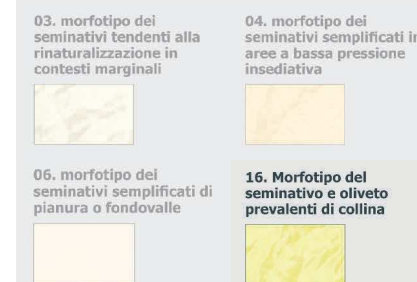 03. morfotipo dei
seminativi tendenti alla
rinaturalizzazione in
contesti marginali
04. morfotipo dei
seminativi semplificati in
aree a bassa pressione
insediativa
06. morfotipo dei
seminativi semplificati di
pianura o fondovalle
16. Morfotipo del
seminativo e oliveto
prevalenti di collina